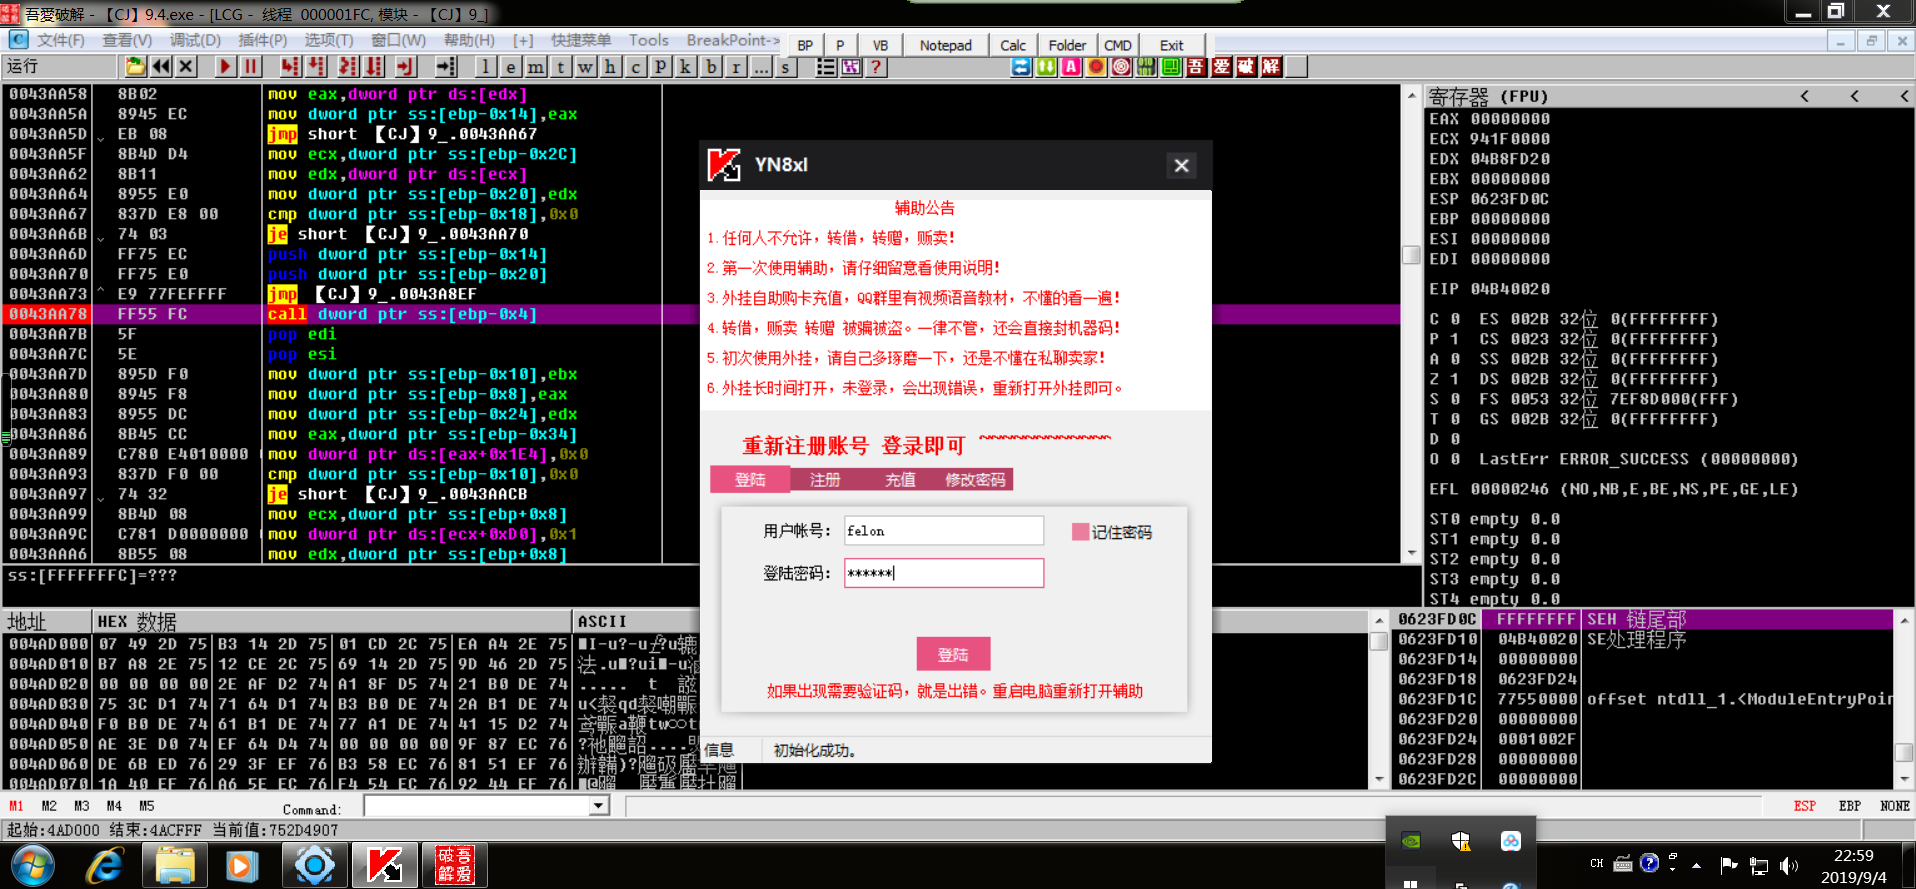 吾愛破解 - 【CJ】9.4.exe - [LCG - 线程 000001FC, 模块 - 【CJ】9_]
文件(F) 查看(V) 调试(D) 插件(P) 选项(T) 窗口(W) 帮助(H) [+] 快捷菜单 Tools BreakPoint->
BP P VB Notepad Calc Folder CMD Exit
运行
l e m t w h c p k b r ... s
吾 爱 破 解
0043AA58 8B02 mov eax,dword ptr ds:[edx]
0043AA5A 8945 EC mov dword ptr ss:[ebp-0x14],eax
0043AA5D EB 08 jmp short 【CJ】9_.0043AA67
0043AA5F 8B4D D4 mov ecx,dword ptr ss:[ebp-0x2C]
0043AA62 8B11 mov edx,dword ptr ds:[ecx]
0043AA64 8955 E0 mov dword ptr ss:[ebp-0x20],edx
0043AA67 837D E8 00 cmp dword ptr ss:[ebp-0x18],0x0
0043AA6B 74 03 je short 【CJ】9_.0043AA70
0043AA6D FF75 EC push dword ptr ss:[ebp-0x14]
0043AA70 FF75 E0 push dword ptr ss:[ebp-0x20]
0043AA73 E9 77FEFFFF jmp 【CJ】9_.0043A8EF
0043AA78 FF55 FC call dword ptr ss:[ebp-0x4]
0043AA7B 5F pop edi
0043AA7C 5E pop esi
0043AA7D 895D F0 mov dword ptr ss:[ebp-0x10],ebx
0043AA80 8945 F8 mov dword ptr ss:[ebp-0x8],eax
0043AA83 8955 DC mov dword ptr ss:[ebp-0x24],edx
0043AA86 8B45 CC mov eax,dword ptr ss:[ebp-0x34]
0043AA89 C780 E4010000 mov dword ptr ds:[eax+0x1E4],0x0
0043AA93 837D F0 00 cmp dword ptr ss:[ebp-0x10],0x0
0043AA97 74 32 je short 【CJ】9_.0043AACB
0043AA99 8B4D 08 mov ecx,dword ptr ss:[ebp+0x8]
0043AA9C C781 D0000000 mov dword ptr ds:[ecx+0xD0],0x1
0043AAA6 8B55 08 mov edx,dword ptr ss:[ebp+0x8]
ss:[FFFFFFFC]=???
寄存器 (FPU) < < <
EAX 00000000
ECX 941F0000
EDX 04B8FD20
EBX 00000000
ESP 0623FD0C
EBP 00000000
ESI 00000000
EDI 00000000
EIP 04B40020
C 0 ES 002B 32位 0(FFFFFFFF)
P 1 CS 0023 32位 0(FFFFFFFF)
A 0 SS 002B 32位 0(FFFFFFFF)
Z 1 DS 002B 32位 0(FFFFFFFF)
S 0 FS 0053 32位 7EF8D000(FFF)
T 0 GS 002B 32位 0(FFFFFFFF)
D 0
O 0 LastErr ERROR_SUCCESS (00000000)
EFL 00000246 (NO,NB,E,BE,NS,PE,GE,LE)
ST0 empty 0.0
ST1 empty 0.0
ST2 empty 0.0
ST3 empty 0.0
ST4 empty 0.0
YN8xl
辅助公告
1. 任何人不允许，转借，转赠，贩卖！
2. 第一次使用辅助，请仔细留意看使用说明！
3. 外挂自助购卡充值，QQ群里有视频语音教材，不懂的看一遍！
4. 转借，贩卖 转赠 被骗被盗。一律不管，还会直接封机器码！
5. 初次使用外挂，请自己多琢磨一下，还是不懂在私聊卖家！
6. 外挂长时间打开，未登录，会出现错误，重新打开外挂即可。
重新注册账号 登录即可 ~~~~~~~~~~~~~~
登陆 注册 充值 修改密码
用户帐号： felon 记住密码
登陆密码： ******
登陆
如果出现需要验证码，就是出错。重启电脑重新打开辅助
信息 初始化成功。
地址 HEX 数据 ASCII
004AD000 07 49 2D 75 B3 14 2D 75 01 CD 2C 75 EA A4 2E 75
004AD010 B7 A8 2E 75 12 CE 2C 75 69 14 2D 75 9D 46 2D 75
004AD020 00 00 00 00 2E AF D2 74 A1 8F D5 74 21 B0 DE 74
004AD030 75 3C D1 74 71 64 D1 74 B3 B0 DE 74 2A B1 DE 74
004AD040 F0 B0 DE 74 61 B1 DE 74 77 A1 DE 74 41 15 D2 74
004AD050 AE 3E D0 74 EF 64 D4 74 00 00 00 00 9F 87 EC 76
004AD060 DE 6B ED 76 29 3F EF 76 B3 58 EC 76 81 51 EF 76
004AD070 1A 40 EF 76 A6 5E EC 76 F4 54 EC 76 92 44 EF 76
0623FD0C FFFFFFFF SEH 链尾部
0623FD10 04B40020 SE处理程序
0623FD14 00000000
0623FD18 0623FD24
0623FD1C 77550000 offset ntdll_1.<ModuleEntryPoin
0623FD20 00000000
0623FD24 0001002F
0623FD28 00000000
0623FD2C 00000000
M1 M2 M3 M4 M5 Command: ESP EBP NONE
起始:4AD000 结束:4ACFFF 当前值:752D4907
CH
22:59
2019/9/4